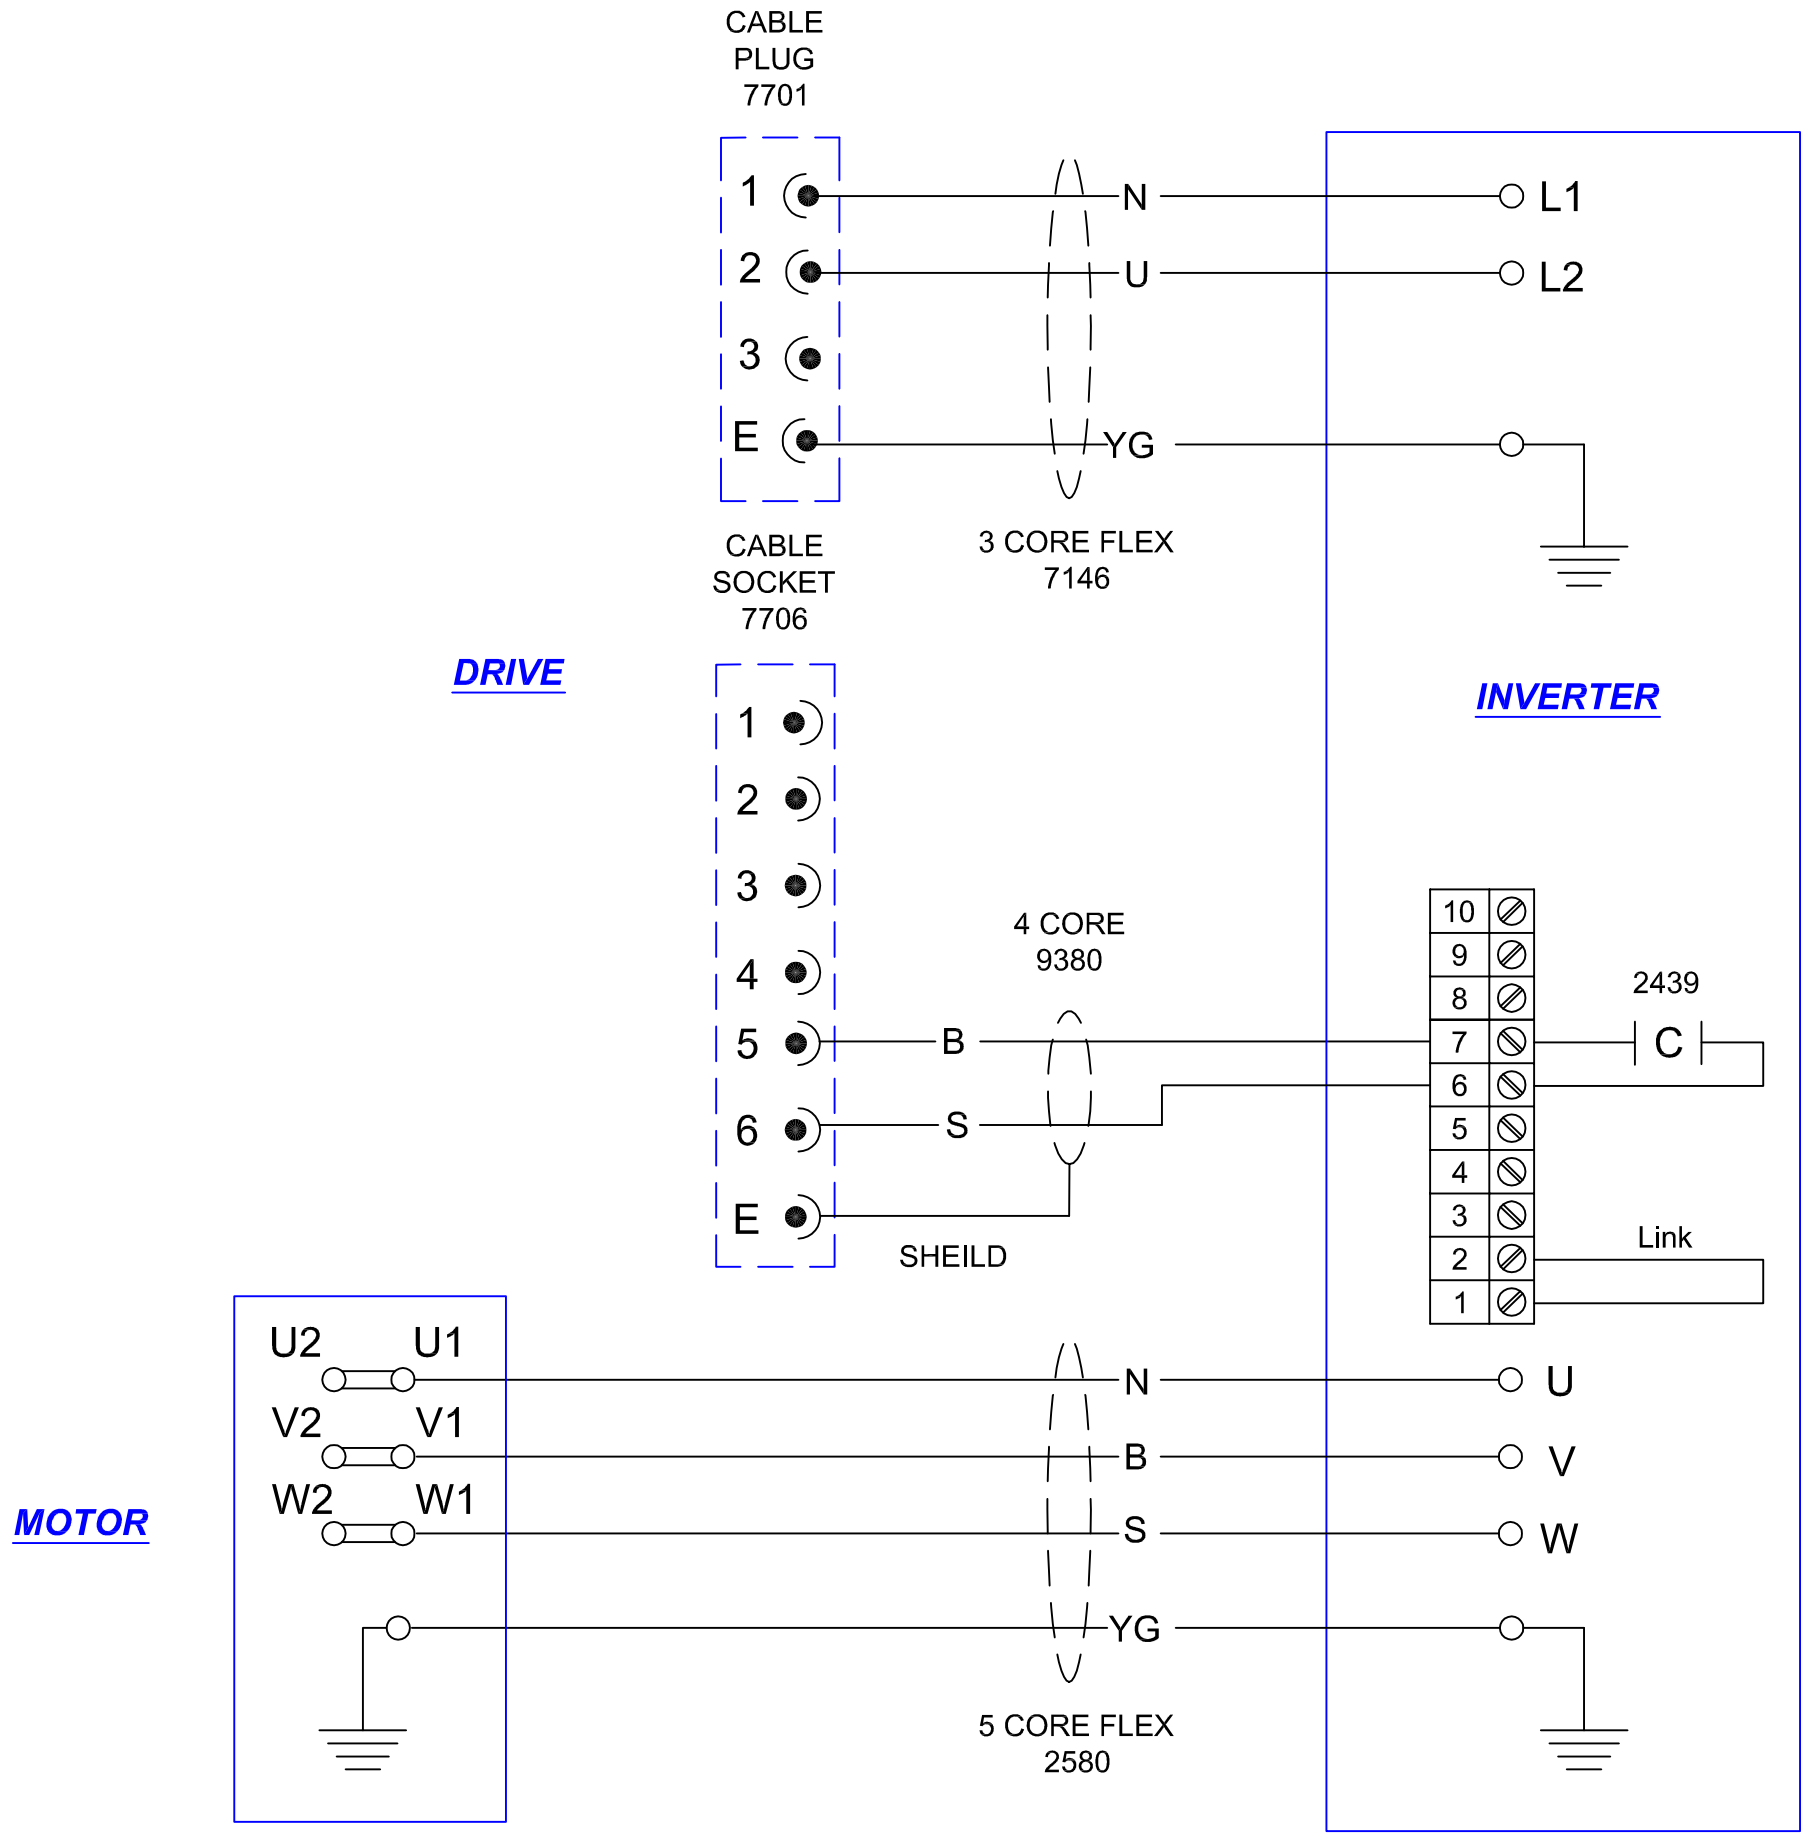 CABLE
PLUG
7701
1 N L1
2 U L2
3
E YG
CABLE
SOCKET
7706
3 CORE FLEX
7146
DRIVE
INVERTER
1
2
3
4
5 B
6 S
E
SHEILD
4 CORE
9380
10
9
8
7
6
5
4
3
2
1
2439
C
Link
U2 U1 N U
V2 V1 B V
W2 W1 S W
MOTOR
YG
5 CORE FLEX
2580